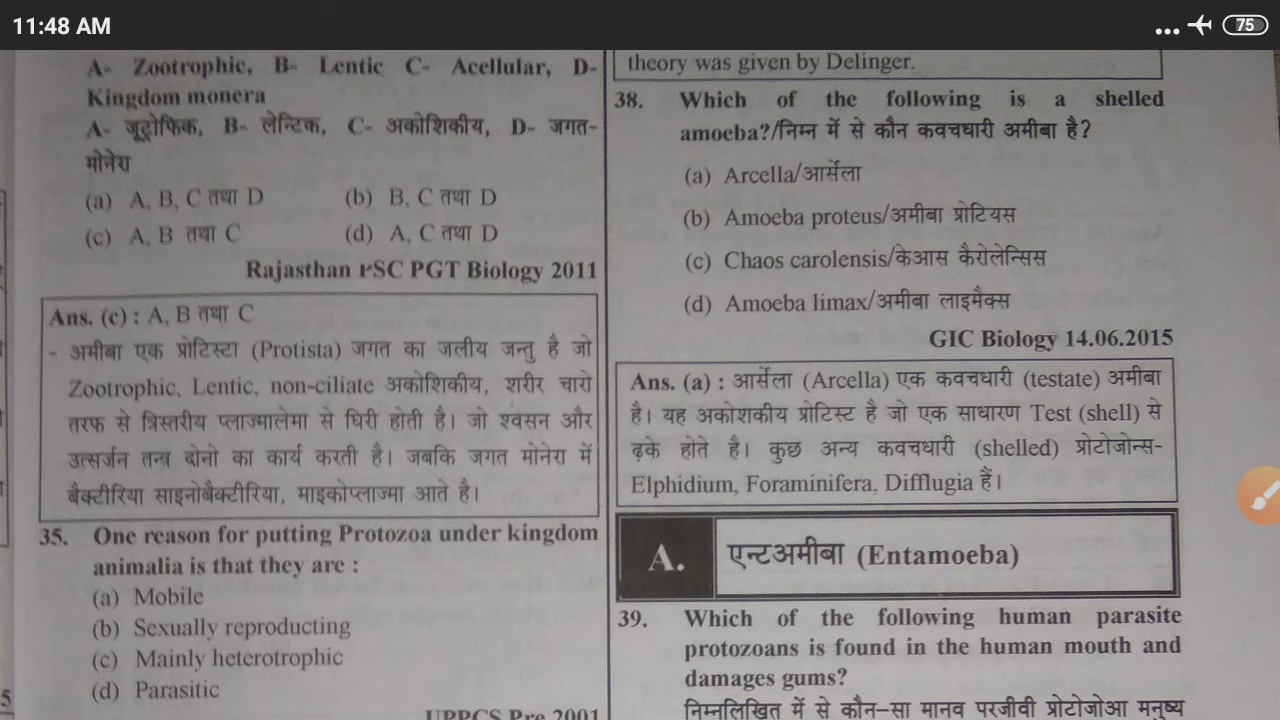 11:48 AM
75
A- Zootrophic, B- Lentic C- Acellular, D-
Kingdom monera
A- जूट्रोफिक, B- लेन्टिक, C- अकोशिकीय, D- जगत-
मोनेरा
(a) A, B, C तथा D (b) B, C तथा D
(c) A, B तथा C (d) A, C तथा D
Rajasthan PSC PGT Biology 2011
Ans. (c) : A, B तथा C
- अमीबा एक प्रोटिस्टा (Protista) जगत का जलीय जन्तु है जो
Zootrophic, Lentic, non-ciliate अकोशिकीय, शरीर चारो
तरफ से त्रिस्तरीय प्लाज्मालेमा से घिरी होती है। जो श्वसन और
उत्सर्जन तन्त्र दोनो का कार्य करती है। जबकि जगत मोनेरा में
बैक्टीरिया साइनोबैक्टीरिया, माइकोप्लाज्मा आते है।
35. One reason for putting Protozoa under kingdom
animalia is that they are :
(a) Mobile
(b) Sexually reproducting
(c) Mainly heterotrophic
(d) Parasitic
UPPCS Pre 2001
5
theory was given by Delinger.
38. Which of the following is a shelled
amoeba?/निम्न में से कौन कवचधारी अमीबा है?
(a) Arcella/आर्सेला
(b) Amoeba proteus/अमीबा प्रोटियस
(c) Chaos carolensis/केआस कैरोलेन्सिस
(d) Amoeba limax/अमीबा लाइमैक्स
GIC Biology 14.06.2015
Ans. (a) : आर्सेला (Arcella) एक कवचधारी (testate) अमीबा
है। यह अकोशकीय प्रोटिस्ट है जो एक साधारण Test (shell) से
ढ़के होते है। कुछ अन्य कवचधारी (shelled) प्रोटोजोन्स-
Elphidium, Foraminifera, Difflugia हैं।
A. एन्टअमीबा (Entamoeba)
39. Which of the following human parasite
protozoans is found in the human mouth and
damages gums?
निम्नलिखित में से कौन-सा मानव परजीवी प्रोटोजोआ मनुष्य